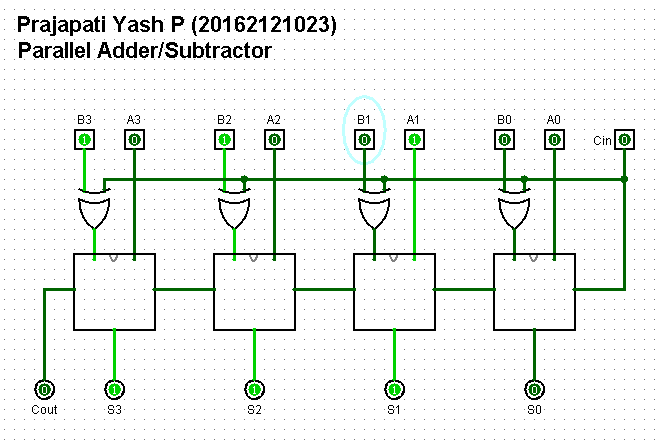 Prajapati Yash P (20162121023)
Parallel Adder/Subtractor
B3 A3 B2 A2 B1 A1 B0 A0
1 0 1 0 0 1 0 0 Cin 0
0 1 1 1 0
Cout S3 S2 S1 S0